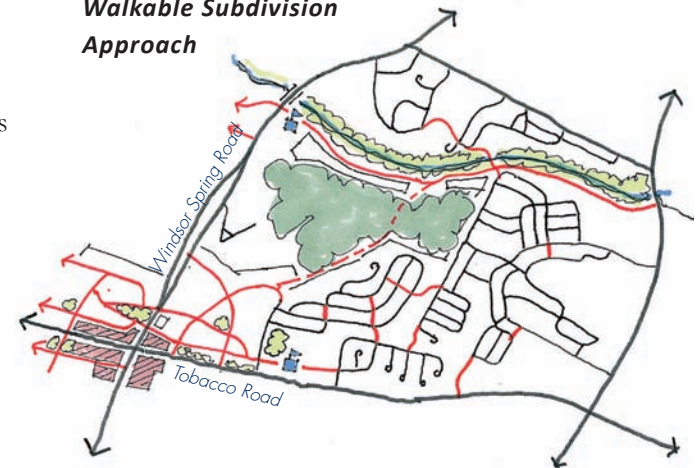 Walkable Subdivision
Approach
s
Windsor Spring Road
Tobacco Road